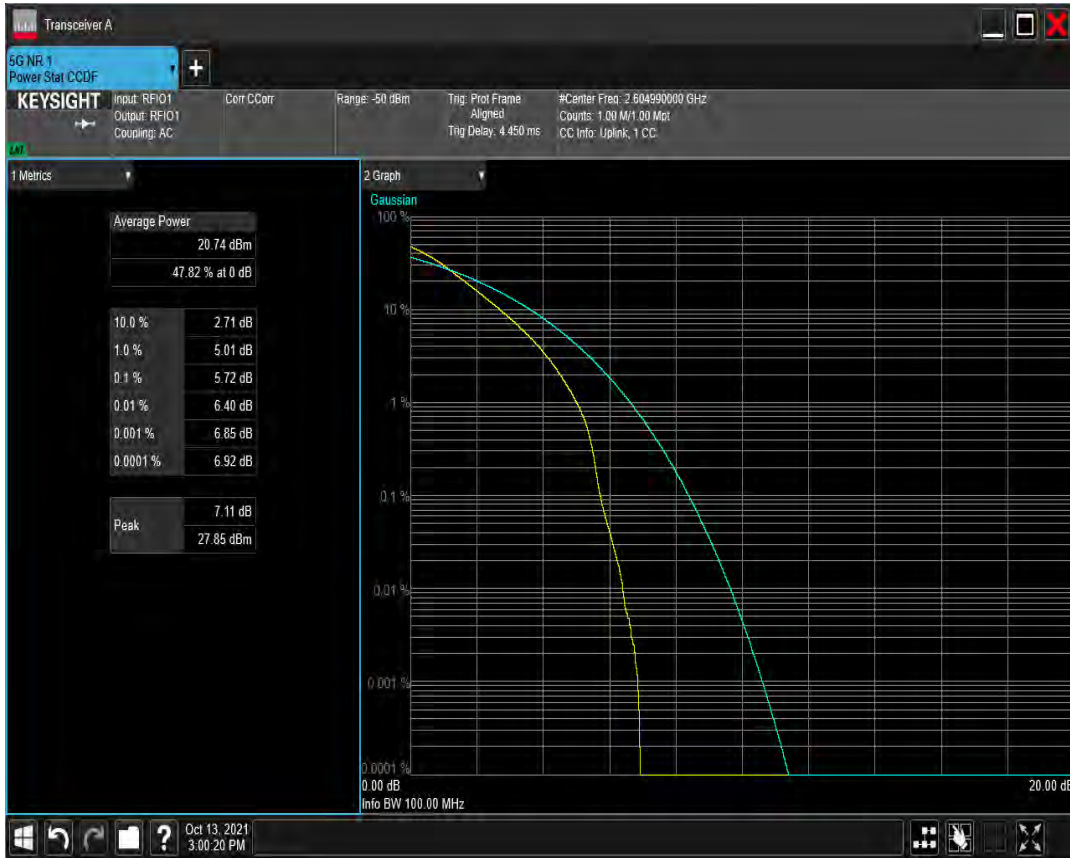 Transceiver A
5G NR 1
Power Stat CCDF
+
KEYSIGHT
Input: RFIO1
Output: RFIO1
Coupling: AC
Corr CCorr
Range: -50 dBm
Trig: Prot Frame
Aligned
Trig Delay: 4.450 ms
#Center Freq: 2.604990000 GHz
Counts: 1.00 M/1.00 Mpt
CC Info: Uplink, 1 CC
1 Metrics
Average Power
20.74 dBm
47.82 % at 0 dB
10.0 % 2.71 dB
1.0 % 5.01 dB
0.1 % 5.72 dB
0.01 % 6.40 dB
0.001 % 6.85 dB
0.0001 % 6.92 dB
Peak
7.11 dB
27.85 dBm
2 Graph
Gaussian
100 %
10 %
1 %
0.1 %
0.01 %
0.001 %
0.0001 %
0.00 dB
20.00 dB
Info BW 100.00 MHz
?
Oct 13, 2021
3:00:20 PM